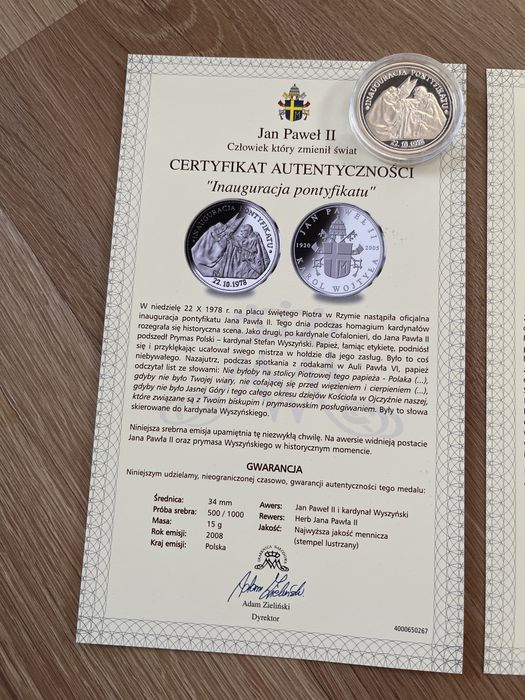 Jan Paweł II
Człowiek który zmienił świat
CERTYFIKAT AUTENTYCZNOŚCI
"Inauguracja pontyfikatu"
INAUGURACJA PONTYFIKATU
22.10.1978
INAUGURACJA PONTYFIKATU
22.10.1978
JAN PAWEŁ II
1920 2005
KAROL WOJTYŁA
W niedzielę 22 X 1978 r. na placu świętego Piotra w Rzymie nastąpiła oficjalna
inauguracja pontyfikatu Jana Pawła II. Tego dnia podczas homagium kardynałów
rozegrała się historyczna scena. Jako drugi, po kardynale Cofalonieri, do Jana Pawła II
podszedł Prymas Polski – kardynał Stefan Wyszyński. Papież, łamiąc etykietę, podniósł
się i przyklękając ucałował swego mistrza w hołdzie dla jego zasług. Było to coś
niebywałego. Nazajutrz, podczas spotkania z rodakami w Auli Pawła VI, papież
odczytał list ze słowami: Nie byłoby na stolicy Piotrowej tego papieża - Polaka (...),
gdyby nie było Twojej wiary, nie cofającej się przed więzieniem i cierpieniem (...),
gdyby nie było Jasnej Góry i tego całego okresu dziejów Kościoła w Ojczyźnie naszej,
które związane są z Twoim biskupim i prymasowskim posługiwaniem. Były to słowa
skierowane do kardynała Wyszyńskiego.
Niniejsza srebrna emisja upamiętnia tę niezwykłą chwilę. Na awersie widnieją postacie
Jana Pawła II oraz prymasa Wyszyńskiego w historycznym momencie.
GWARANCJA
Niniejszym udzielamy, nieograniczonej czasowo, gwarancji autentyczności tego medalu:
Średnica: 34 mm
Próba srebra: 500 / 1000
Masa: 15 g
Rok emisji: 2008
Kraj emisji: Polska
Awers: Jan Paweł II i kardynał Wyszyński
Rewers: Herb Jana Pawła II
Jakość: Najwyższa jakość mennicza
(stempel lustrzany)
Adam Zieliński
Adam Zieliński
Dyrektor
4000650267